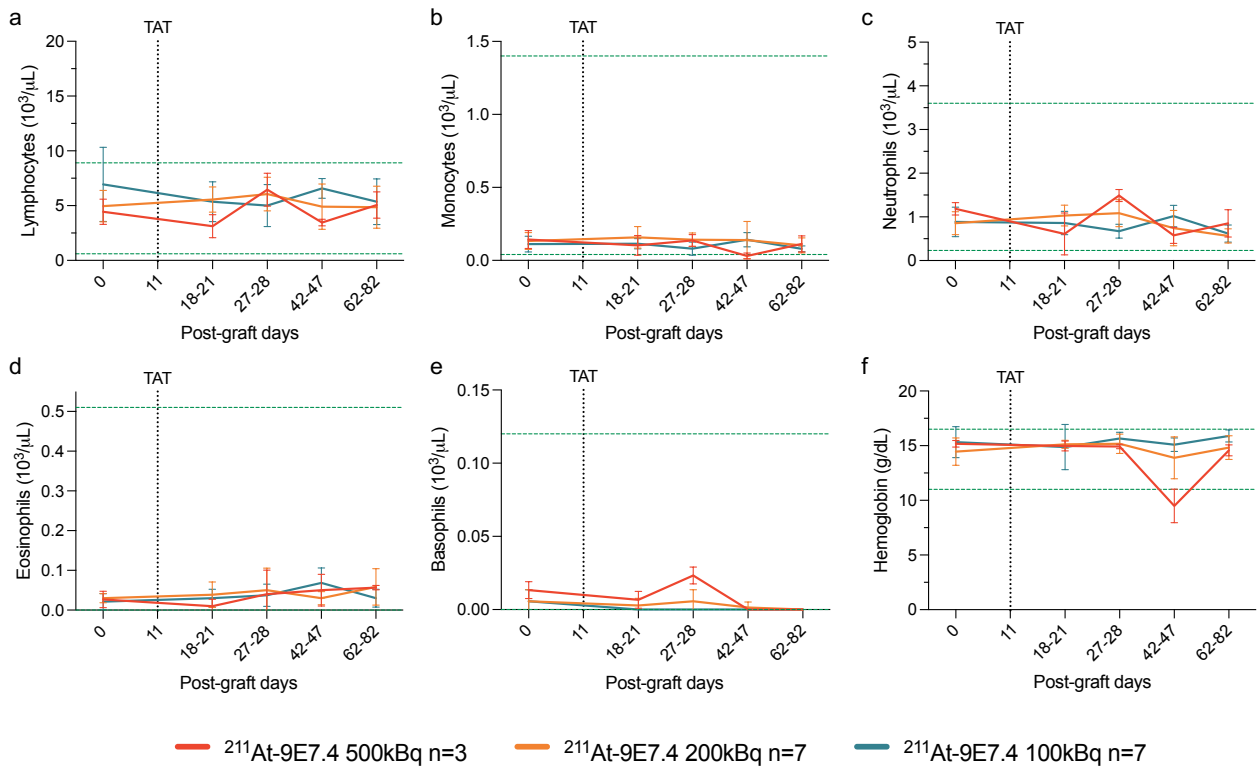 a
TAT
Lymphocytes (10³/μL)
20
15
10
5
0
0
11
18-21
27-28
42-47
62-82
Post-graft days
b
TAT
Monocytes (10³/μL)
1.5
1.0
0.5
0.0
0
11
18-21
27-28
42-47
62-82
Post-graft days
c
TAT
Neutrophils (10³/μL)
5
4
3
2
1
0
0
11
18-21
27-28
42-47
62-82
Post-graft days
d
TAT
Eosinophils (10³/μL)
0.5
0.4
0.3
0.2
0.1
0.0
0
11
18-21
27-28
42-47
62-82
Post-graft days
e
TAT
Basophils (10³/μL)
0.15
0.10
0.05
0.00
0
11
18-21
27-28
42-47
62-82
Post-graft days
f
TAT
Hemoglobin (g/dL)
20
15
10
5
0
0
11
18-21
27-28
42-47
62-82
Post-graft days
²¹¹At-9E7.4 500kBq n=3
²¹¹At-9E7.4 200kBq n=7
²¹¹At-9E7.4 100kBq n=7